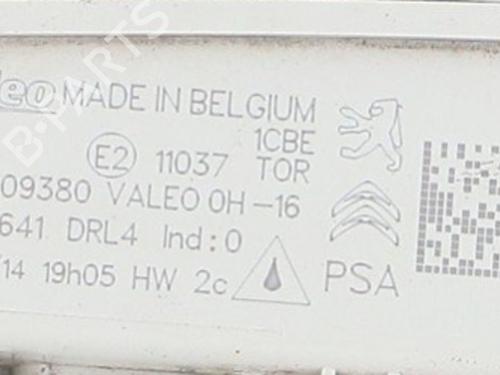 MADE IN BELGIUM
1CBE
E2 11037 TOR
09380 VALEO 0H-16
641 DRL4 Ind:0
14 19h05 HW 2c
PSA
B-PARTS